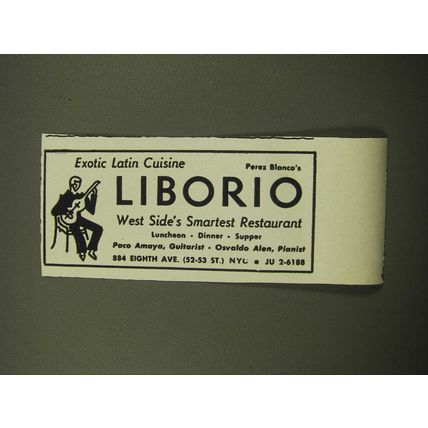 Exotic Latin Cuisine
Perez Blanco's
LIBORIO
West Side's Smartest Restaurant
Luncheon • Dinner • Supper
Paco Amaya, Guitarist • Osvaldo Alen, Pianist
884 EIGHTH AVE. (52-53 ST.) NYC • JU 2-6188